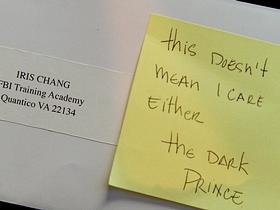 IRIS CHANG
FBI Training Academy
Quantico VA 22134
this DOESN't
MEAN I CARE
EitHER
the DARK
PRINCE